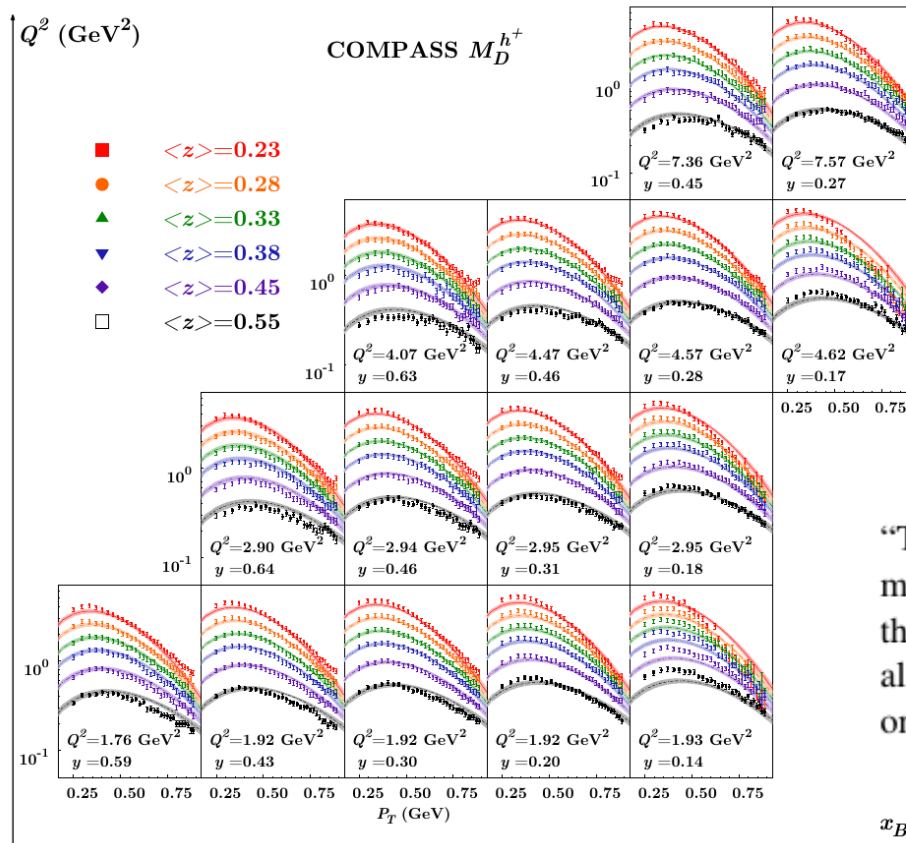 Q² (GeV²)
COMPASS M_D^{h⁺}
<z>=0.23
<z>=0.28
<z>=0.33
<z>=0.38
<z>=0.45
<z>=0.55
10⁰
10⁻¹
Q²=7.36 GeV²
y =0.45
Q²=7.57 GeV²
y =0.27
10⁰
10⁻¹
Q²=4.07 GeV²
y =0.63
Q²=4.47 GeV²
y =0.46
Q²=4.57 GeV²
y =0.28
Q²=4.62 GeV²
y =0.17
0.25 0.50 0.75
10⁰
10⁻¹
Q²=2.90 GeV²
y =0.64
Q²=2.94 GeV²
y =0.46
Q²=2.95 GeV²
y =0.31
Q²=2.95 GeV²
y =0.18
10⁰
10⁻¹
Q²=1.76 GeV²
y =0.59
Q²=1.92 GeV²
y =0.43
Q²=1.92 GeV²
y =0.30
Q²=1.92 GeV²
y =0.20
Q²=1.93 GeV²
y =0.14
0.25 0.50 0.75 0.25 0.50 0.75 0.25 0.50 0.75 0.25 0.50 0.75 0.25 0.50 0.75
P_T (GeV)
x_B